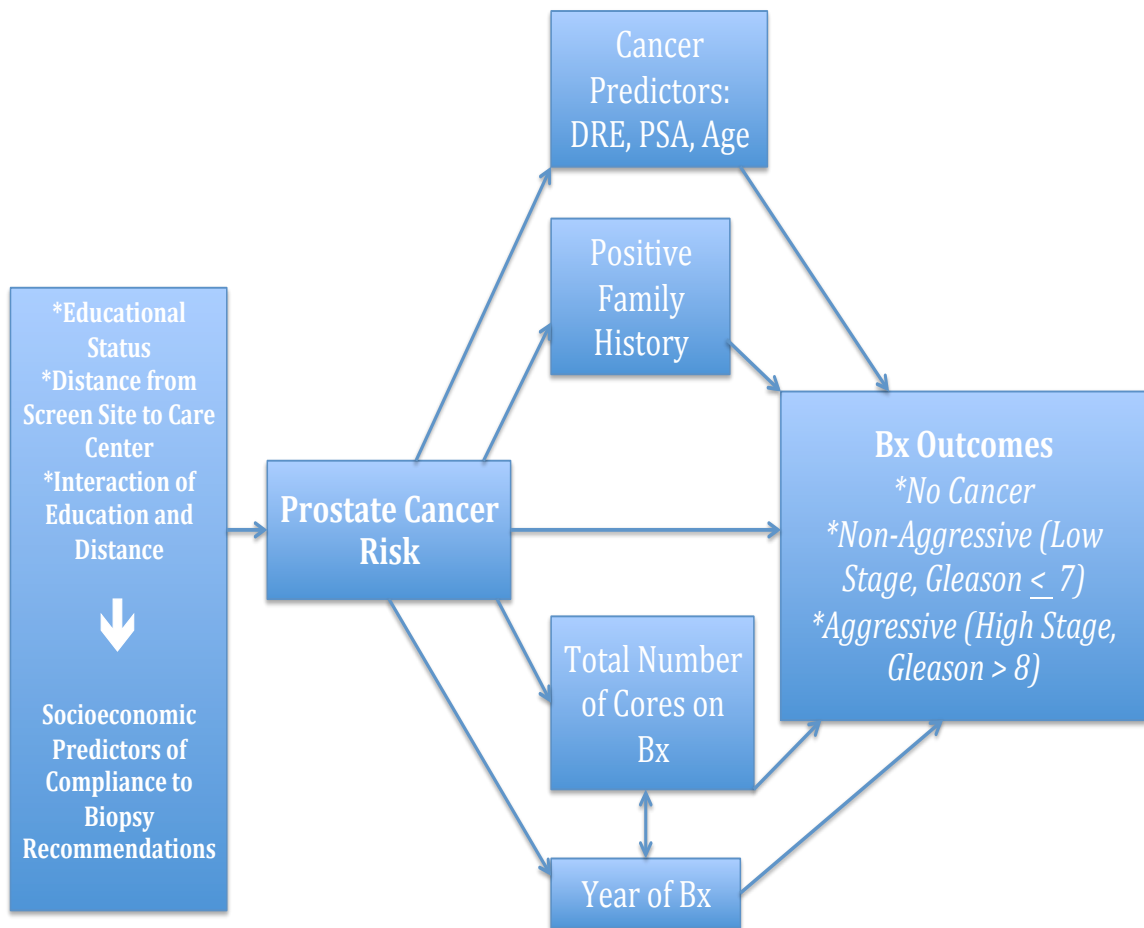 Cancer
Predictors:
DRE, PSA, Age
Positive
Family
History
*Educational
Status
*Distance from
Screen Site to Care
Center
*Interaction of
Education and
Distance
Socioeconomic
Predictors of
Compliance to
Biopsy
Recommendations
Prostate Cancer
Risk
Bx Outcomes
*No Cancer
*Non-Aggressive (Low
Stage, Gleason < 7)
*Aggressive (High Stage,
Gleason > 8)
Total Number
of Cores on
Bx
Year of Bx